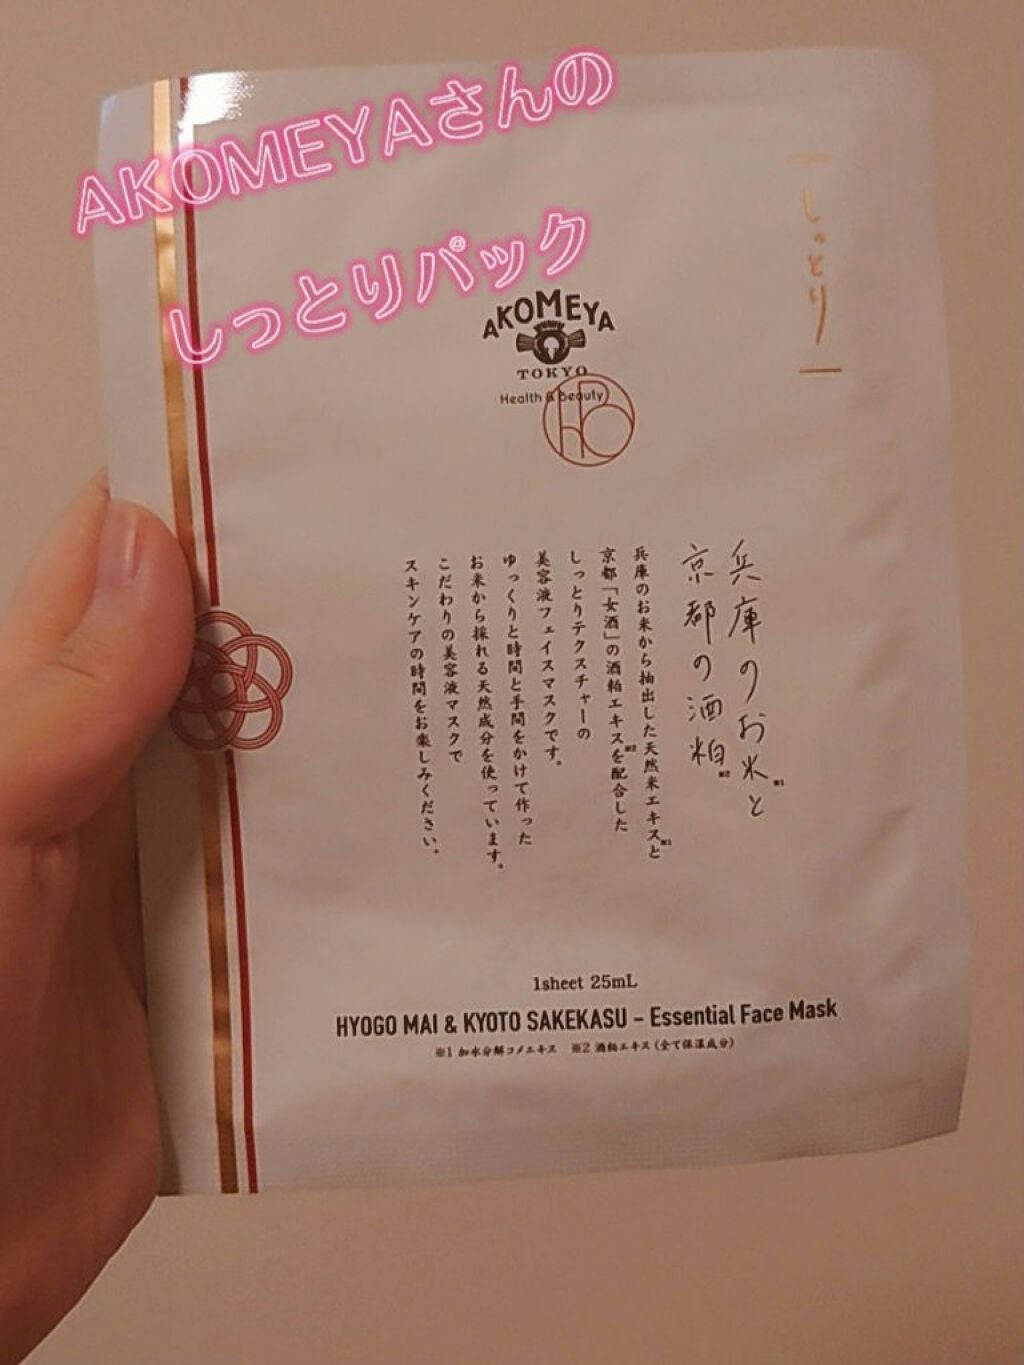 AKOMEYAさんの
しっとりパック
しっとり
AKOMEYA
TOKYO
Health & Beauty
兵庫のお米と※1
京都の酒粕※2
兵庫のお米から抽出した天然米エキス※1と
京都「女酒」の酒粕エキス※2を配合した
しっとりテクスチャーの
美容液フェイスマスクです。
ゆっくりと時間と手間をかけて作った
お米から採れる天然成分を使っています。
こだわりの美容液マスクで
スキンケアの時間をお楽しみください。
1sheet 25mL
HYOGO MAI & KYOTO SAKEKASU – Essential Face Mask
※1 加水分解コメエキス ※2 酒粕エキス(全て保湿成分)